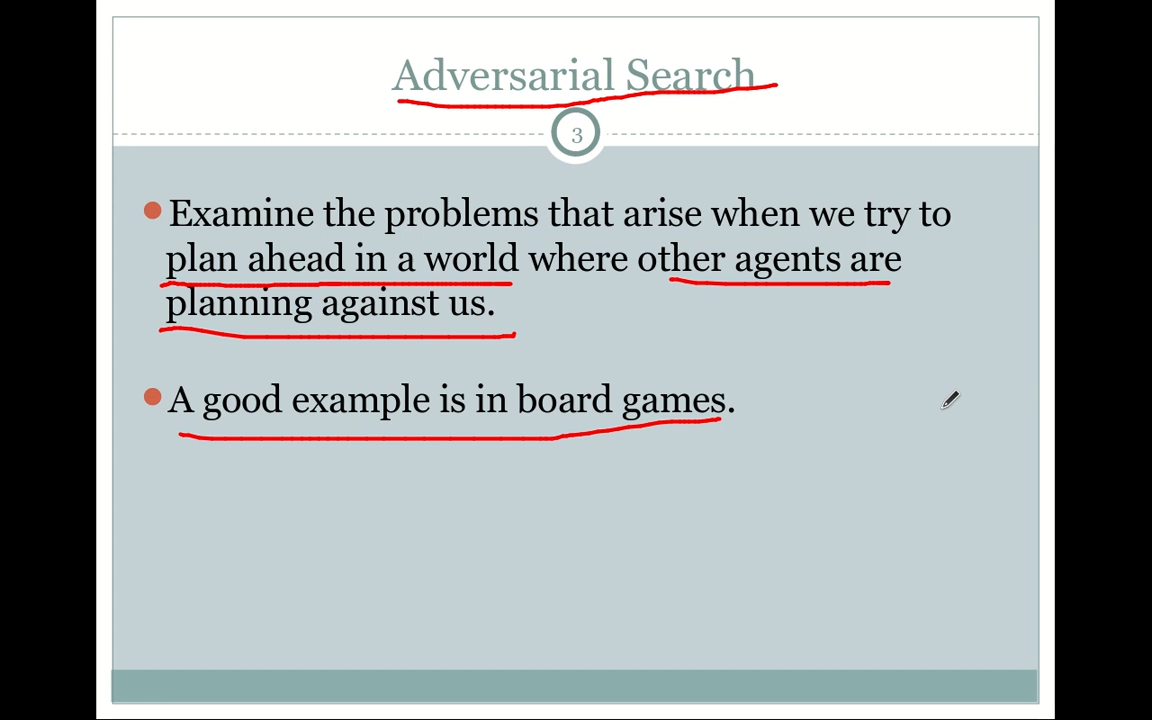 Adversarial Search
3
Examine the problems that arise when we try to
plan ahead in a world where other agents are
planning against us.
A good example is in board games.